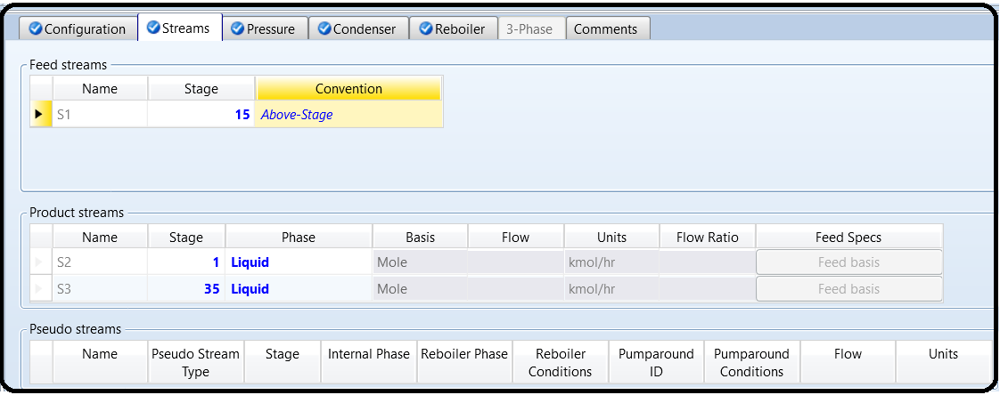 Configuration Streams Pressure Condenser Reboiler 3-Phase Comments
Feed streams
Name Stage Convention
S1 15 Above-Stage
Product streams
Name Stage Phase Basis Flow Units Flow Ratio Feed Specs
S2 1 Liquid Mole kmol/hr Feed basis
S3 35 Liquid Mole kmol/hr Feed basis
Pseudo streams
Name Pseudo Stream Stage Internal Phase Reboiler Phase Reboiler Pumparound Pumparound Flow Units
Type Conditions ID Conditions